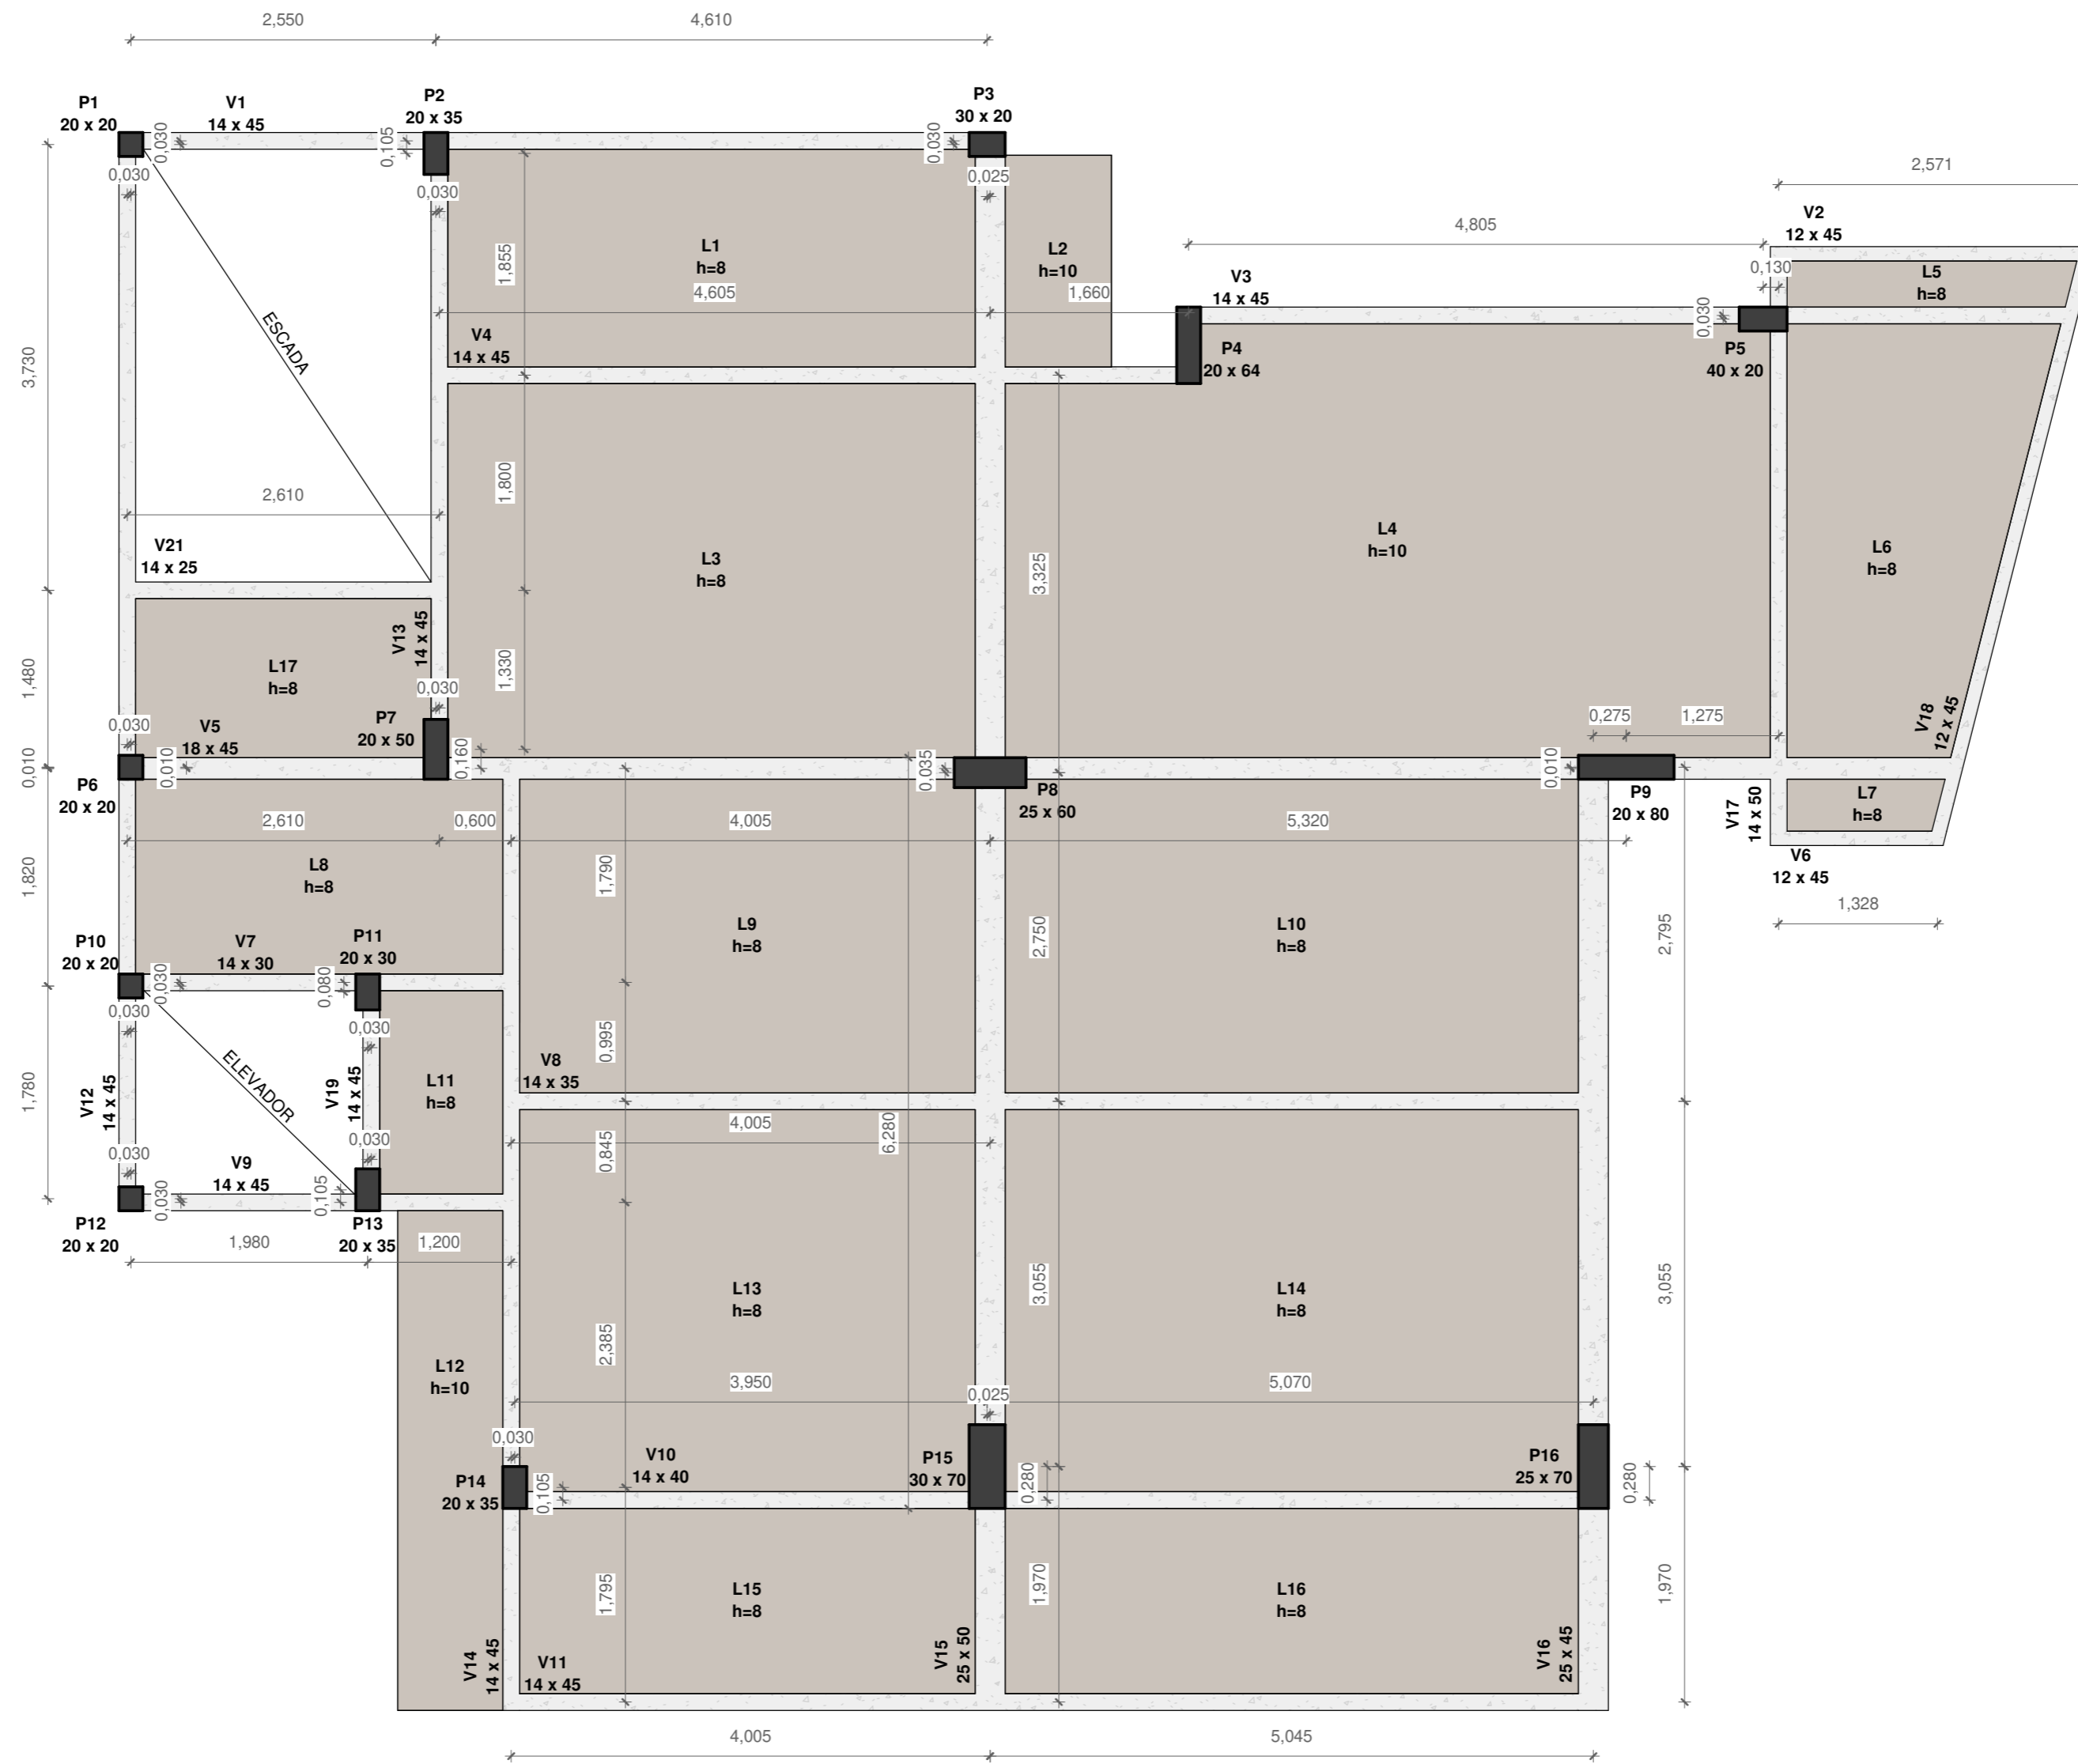 2,550
4,610
P1
20 x 20
V1
14 x 45
P2
20 x 35
P3
30 x 20
0,030
0,105
0,030
0,030
0,030
0,025
2,571
V2
12 x 45
4,805
0,130
L5
h=8
V3
14 x 45
0,030
L1
h=8
1,855
4,605
L2
h=10
1,660
V4
14 x 45
P4
20 x 64
P5
40 x 20
3,730
ESCADA
1,800
2,610
L3
h=8
3,325
L4
h=10
L6
h=8
V21
14 x 25
V13
14 x 45
1,330
L17
h=8
1,480
0,030
0,030
V5
18 x 45
P7
20 x 50
0,275
1,275
V18
12 x 45
0,010
0,010
0,160
0,035
0,010
P6
20 x 20
P8
25 x 60
P9
20 x 80
V17
14 x 50
L7
h=8
2,610
0,600
4,005
5,320
V6
12 x 45
1,328
1,820
L8
h=8
1,790
L9
h=8
2,750
L10
h=8
2,795
P10
20 x 20
V7
14 x 30
P11
20 x 30
0,030
0,080
0,030
0,030
0,995
V8
14 x 35
ELEVADOR
V12
14 x 45
V19
14 x 45
L11
h=8
1,780
4,005
6,280
0,845
0,030
0,030
V9
14 x 45
0,030
0,105
P12
20 x 20
P13
20 x 35
1,980
1,200
L13
h=8
3,055
L14
h=8
3,055
2,385
L12
h=10
3,950
0,025
5,070
0,030
V10
14 x 40
P14
20 x 35
0,105
P15
30 x 70
0,280
P16
25 x 70
0,280
1,795
L15
h=8
1,970
L16
h=8
1,970
V14
14 x 45
V11
14 x 45
V15
25 x 50
V16
25 x 45
4,005
5,045